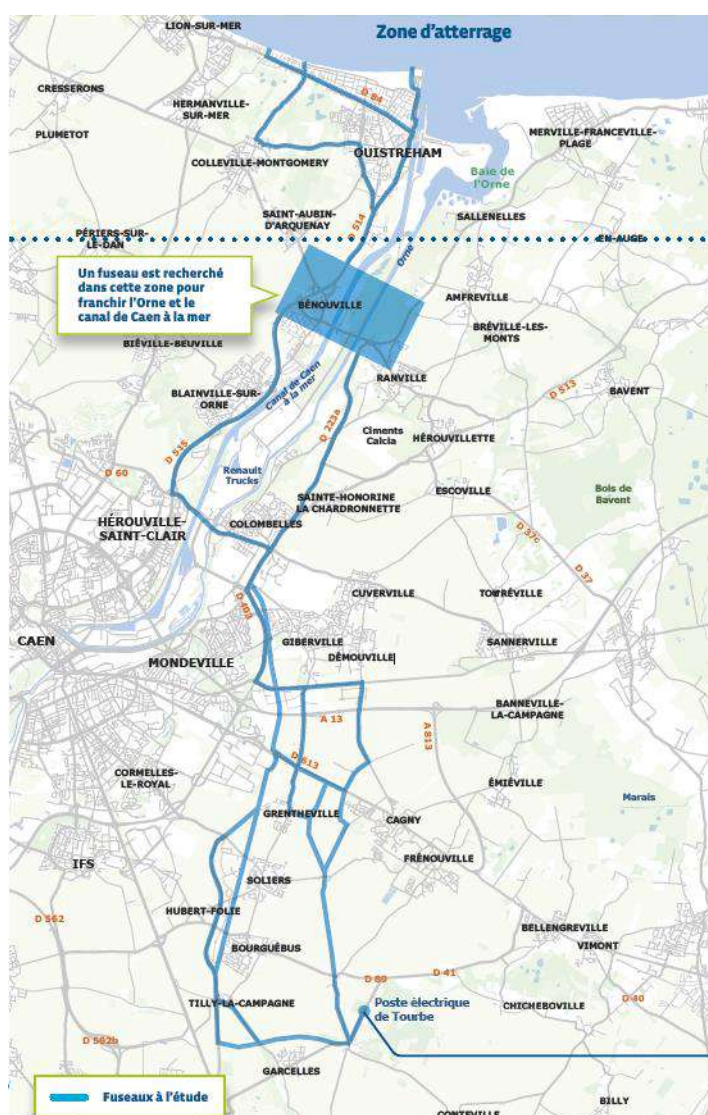 LION-SUR-MER
Zone d'atterrage
CRESSERONS
D 84
HERMANVILLE-
SUR-MER
PLUMETOT
MERVILLE-FRANCEVILLE-
PLAGE
OUISTREHAM
COLLEVILLE-MONTGOMERY
Baie de
l'Orne
SAINT-AUBIN-
D'ARQUENAY
SALLENELLES
D 514
PÉRIERS-SUR-
LE-DAN
EN-AUGE
Orne
Un fuseau est recherché
dans cette zone pour
franchir l'Orne et le
canal de Caen à la mer
BÉNOUVILLE
AMFREVILLE
BRÉVILLE-LES-
MONTS
BIÉVILLE-BEUVILLE
RANVILLE
BLAINVILLE-SUR-
ORNE
Canal de Caen
à la mer
D 513
BAVENT
D 223a
Ciments
Calcia
HÉROUVILLETTE
D 515
D 60
Renault
Trucks
ESCOVILLE
Bois de
Bavent
SAINTE-HONORINE
LA CHARDONNETTE
HÉROUVILLE-
SAINT-CLAIR
COLOMBELLES
D 37c
D 37
D 403
CUVERVILLE
TOUFRÉVILLE
CAEN
GIBERVILLE
SANNERVILLE
MONDEVILLE
DÉMOUVILLE
BANNEVILLE-
LA-CAMPAGNE
A 13
A 813
D 613
CORMELLES-
LE-ROYAL
ÉMIÉVILLE
Marais
GRENTHEVILLE
CAGNY
IFS
FRÉNOUVILLE
SOLIERS
HUBERT-FOLIE
D 562
BELLENGREVILLE
VIMONT
BOURGUÉBUS
D 89
D 41
TILLY-LA-CAMPAGNE
Poste électrique
de Tourbe
CHICHEBOVILLE
D 40
D 562b
GARCELLES
Fuseaux à l'étude
BILLY
CONTEVILLE